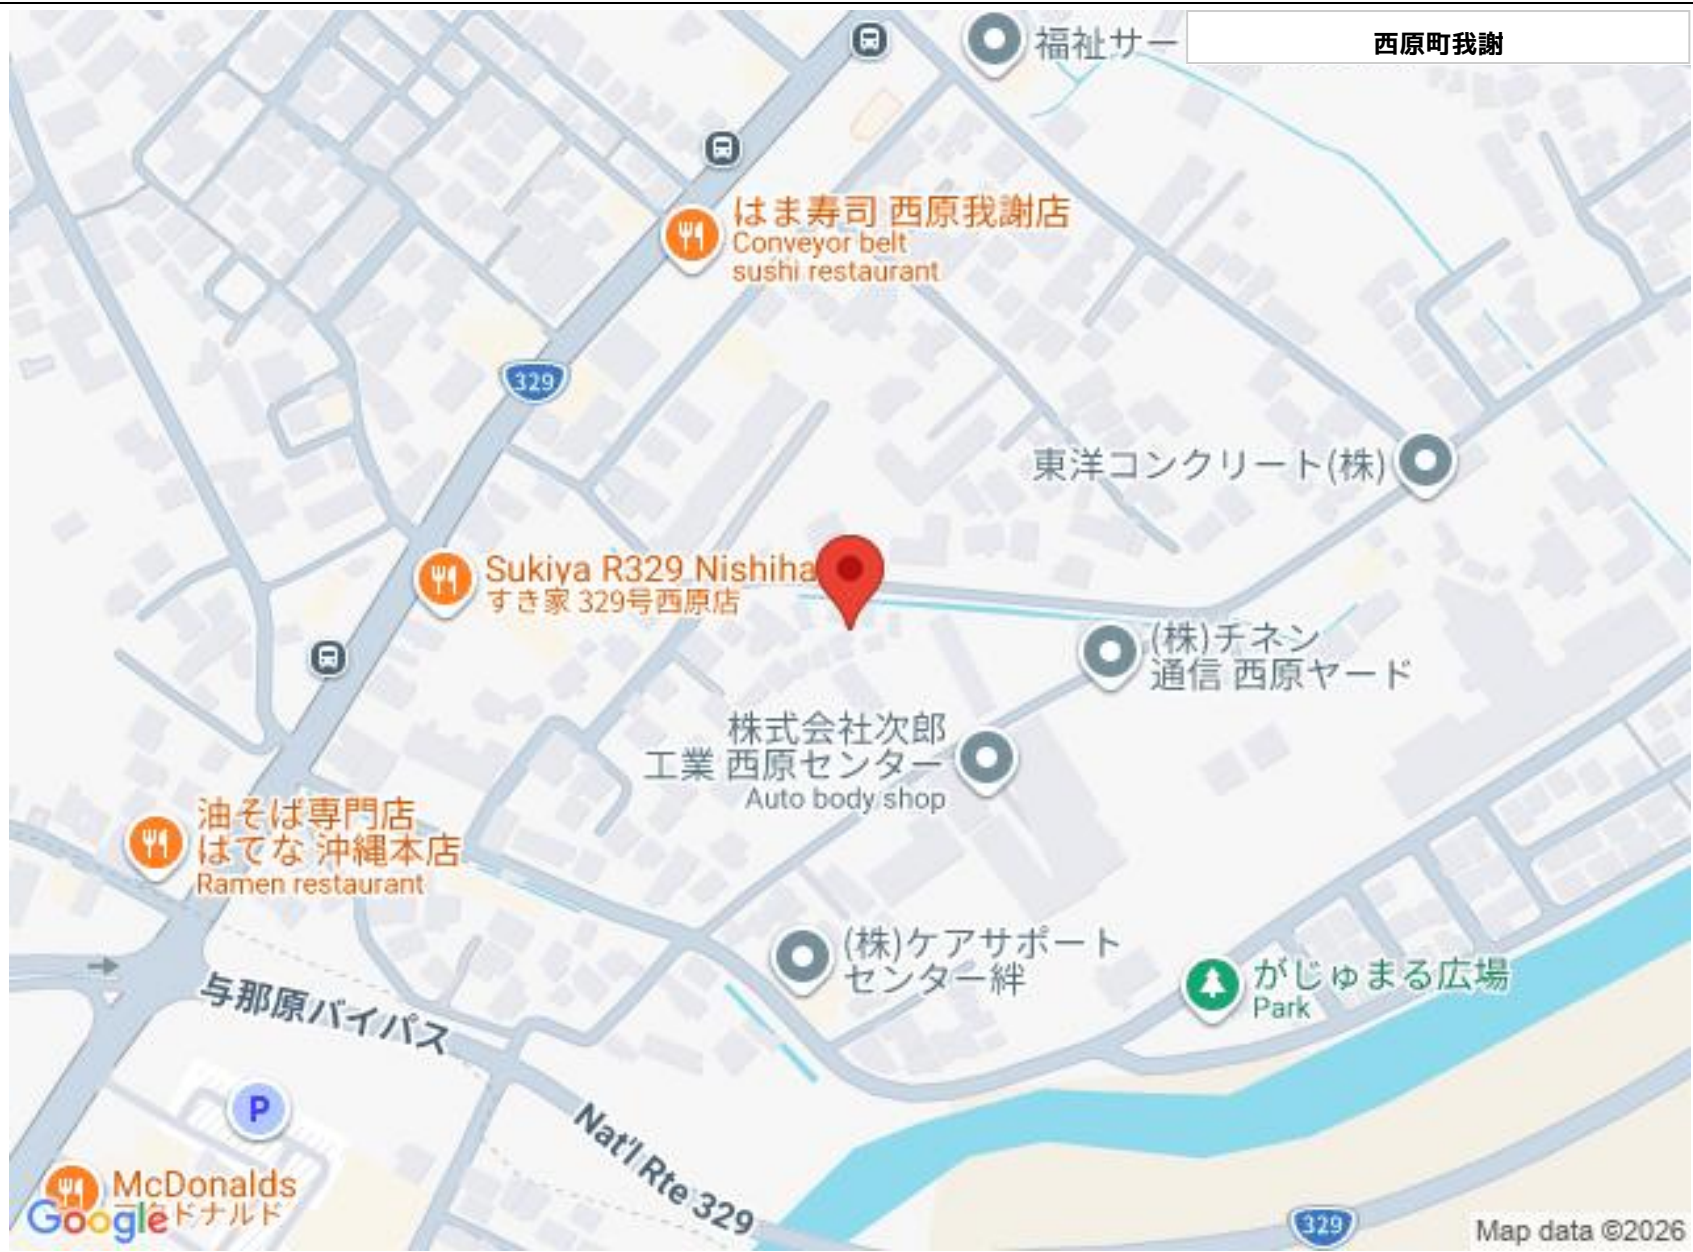 西原町我謝
福祉サー
はま寿司 西原我謝店
Conveyor belt
sushi restaurant
329
東洋コンクリート(株)
Sukiya R329 Nishiha
すき家 329号西原店
(株)チネン
通信 西原ヤード
株式会社次郎
工業 西原センター
Auto body shop
油そば専門店
はてな 沖縄本店
Ramen restaurant
(株)ケアサポート
センター絆
がじゅまる広場
Park
与那原バイパス
P
Nat'l Rte 329
McDonalds
ドナルド
Google
329
Map data ©2026